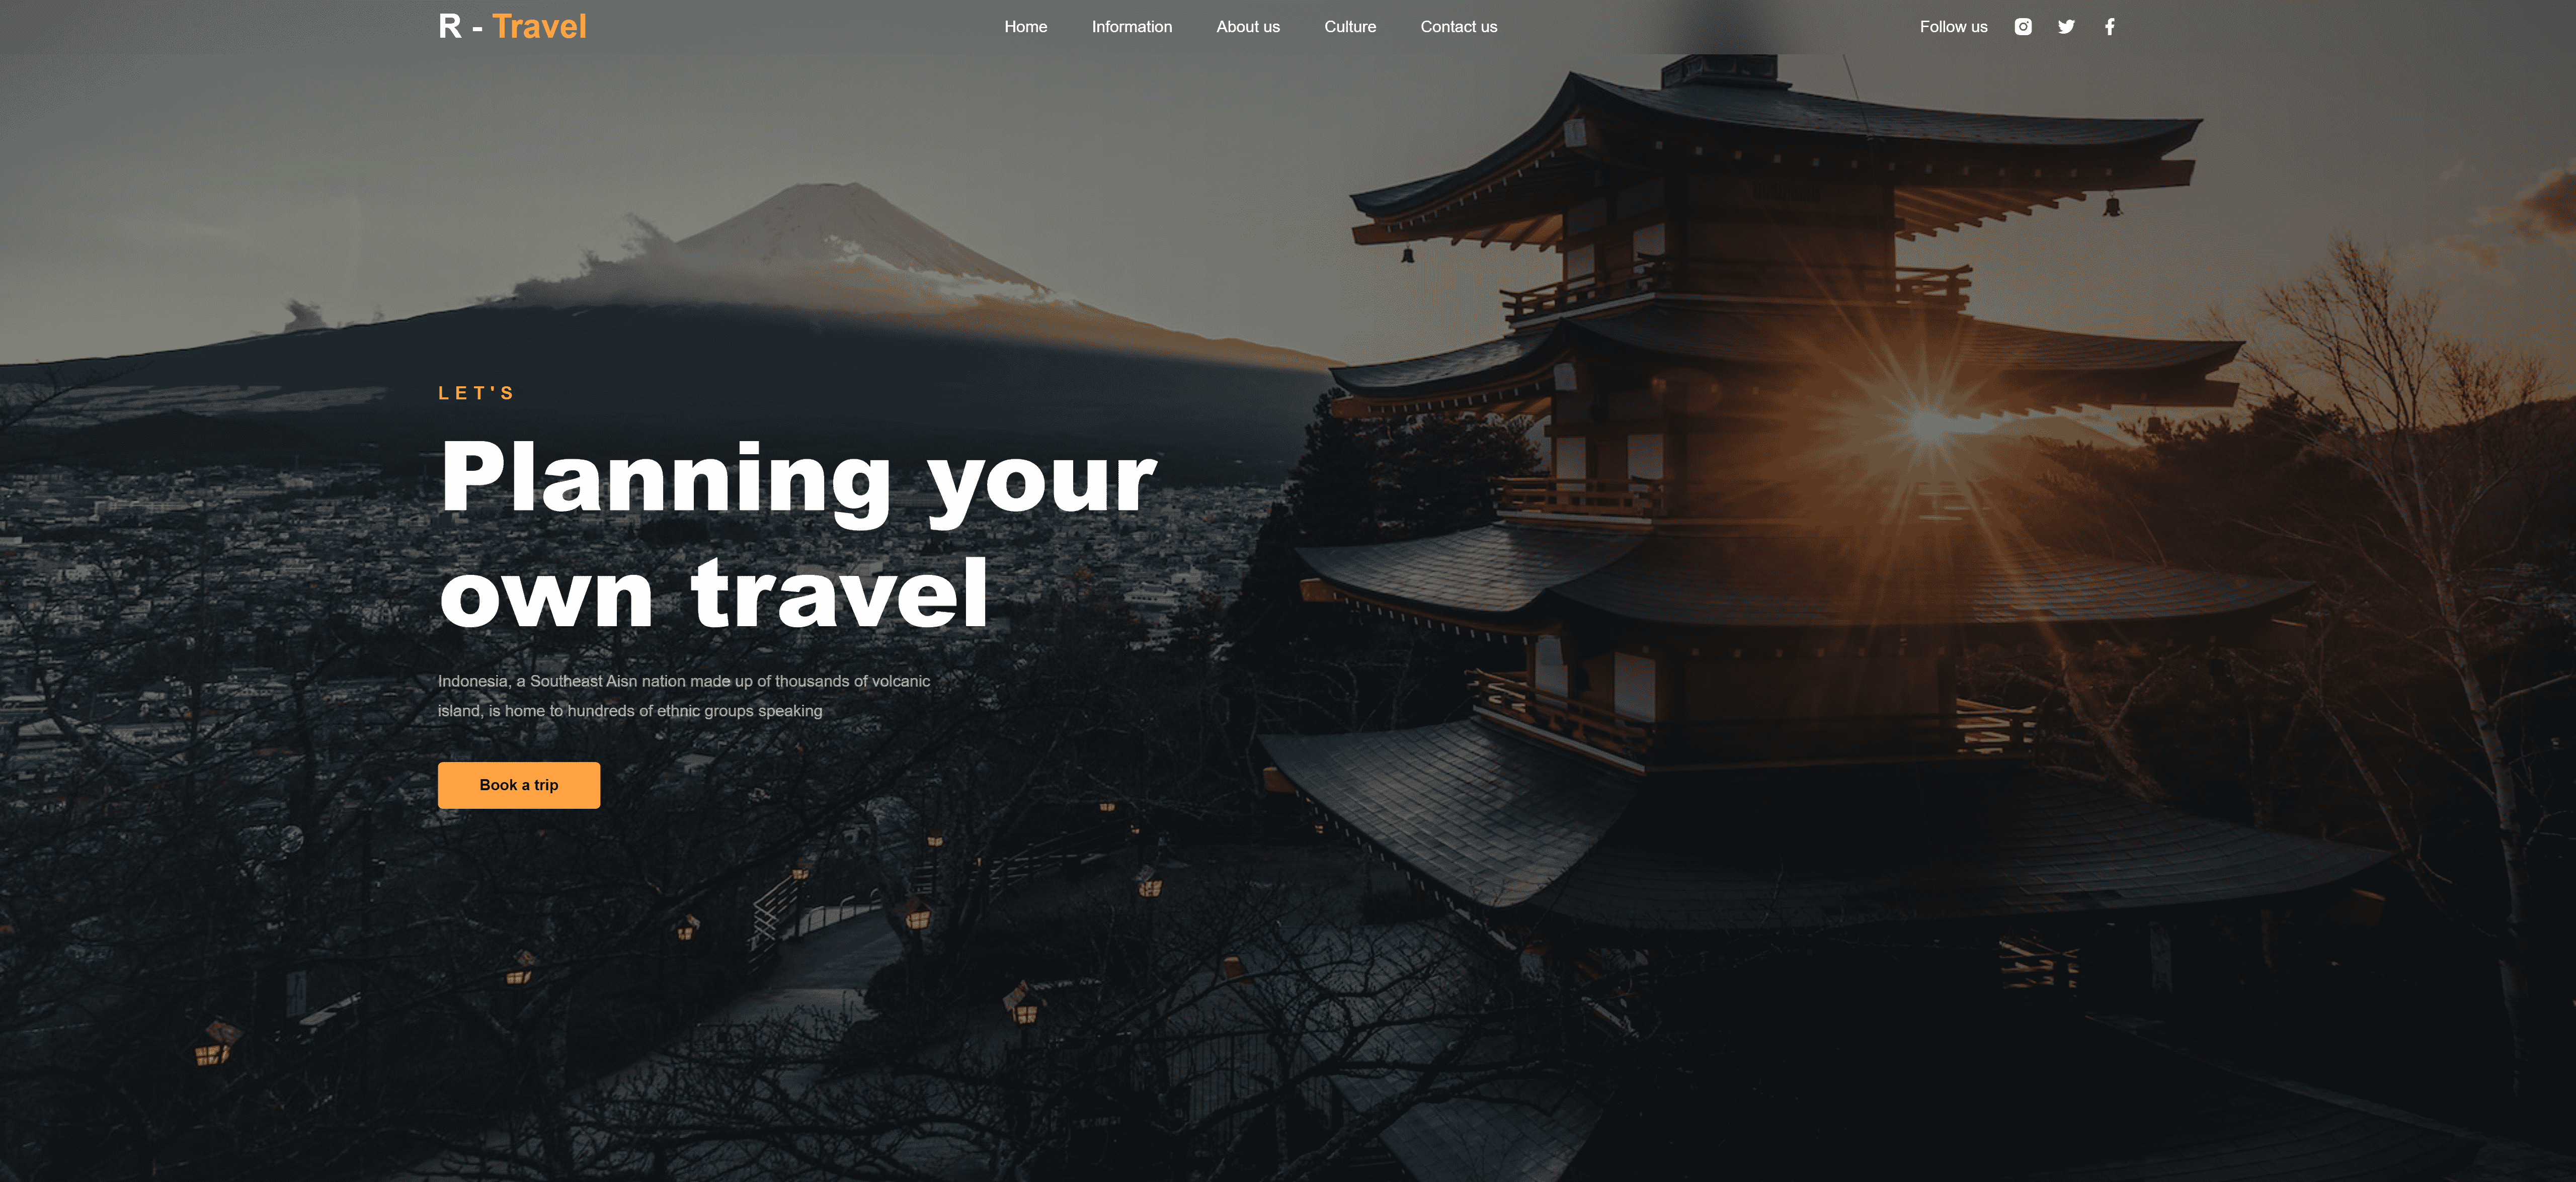 R - Travel
Home Information About us Culture Contact us
Follow us
LET'S
Planning your
own travel
Indonesia, a Southeast Aisn nation made up of thousands of volcanic
island, is home to hundreds of ethnic groups speaking
Book a trip